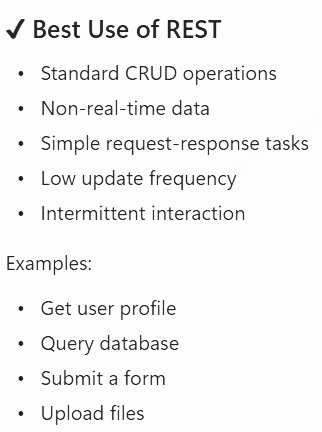 ✔ Best Use of REST
• Standard CRUD operations
• Non-real-time data
• Simple request-response tasks
• Low update frequency
• Intermittent interaction
Examples:
• Get user profile
• Query database
• Submit a form
• Upload files